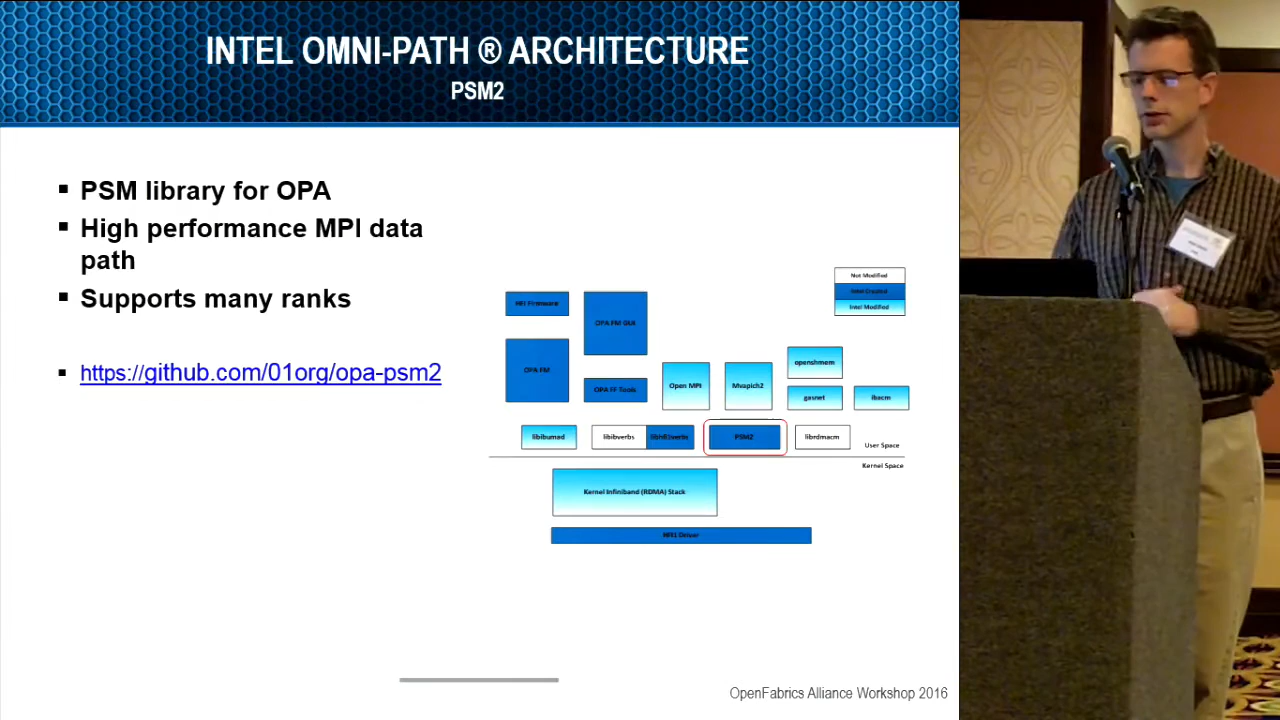 INTEL OMNI-PATH ® ARCHITECTURE
PSM2
▪ PSM library for OPA
▪ High performance MPI data
path
▪ Supports many ranks
▪ https://github.com/01org/opa-psm2
Not Modified
Intel Created
Intel Modified
HFI Firmware
OPA FM GUI
OPA FM
OPA FF Tools
Open MPI
Mvapich2
openshmem
gasnet
ibacm
libibumad
libibverbs
libhfi1verbs
PSM2
librdmacm
User Space
Kernel Space
Kernel Infiniband (RDMA) Stack
HFI1 Driver
OpenFabrics Alliance Workshop 2016